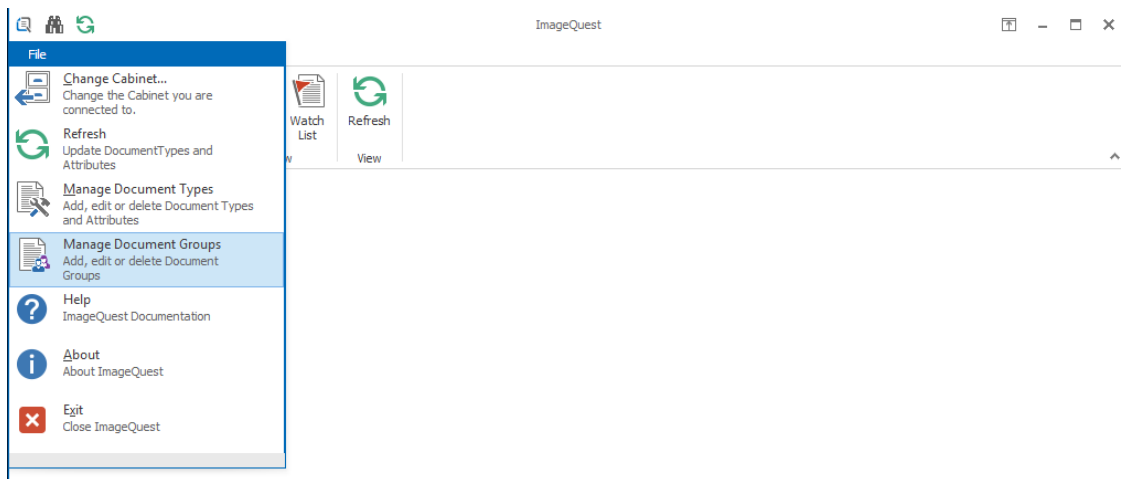 ImageQuest
File
Change Cabinet...
Change the Cabinet you are
connected to.
Refresh
Update DocumentTypes and
Attributes
Manage Document Types
Add, edit or delete Document Types
and Attributes
Manage Document Groups
Add, edit or delete Document
Groups
Help
ImageQuest Documentation
About
About ImageQuest
Exit
Close ImageQuest
Watch
List
Refresh
View